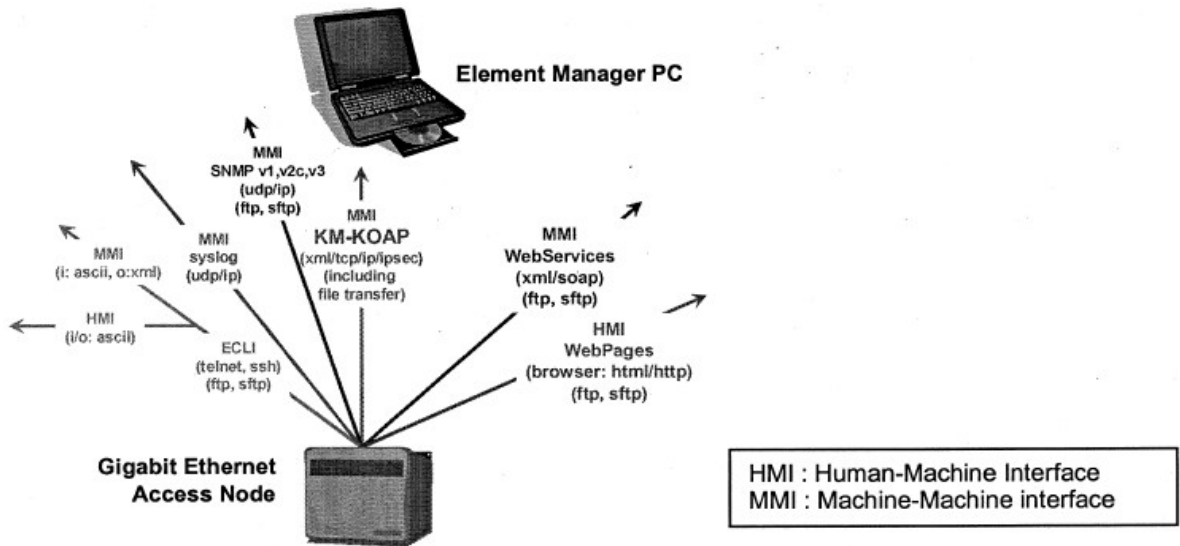 Element Manager PC
MMI
SNMP v1,v2c,v3
(udp/ip)
(ftp, sftp)
MMI
KM-KOAP
(xml/tcp/ip/ipsec)
(including
file transfer)
MMI
WebServices
(xml/soap)
(ftp, sftp)
MMI
syslog
(udp/ip)
MMI
(i: ascii, o:xml)
HMI
(i/o: ascii)
ECLI
(telnet, ssh)
(ftp, sftp)
HMI
WebPages
(browser: html/http)
(ftp, sftp)
Gigabit Ethernet
Access Node
HMI : Human-Machine Interface
MMI : Machine-Machine interface